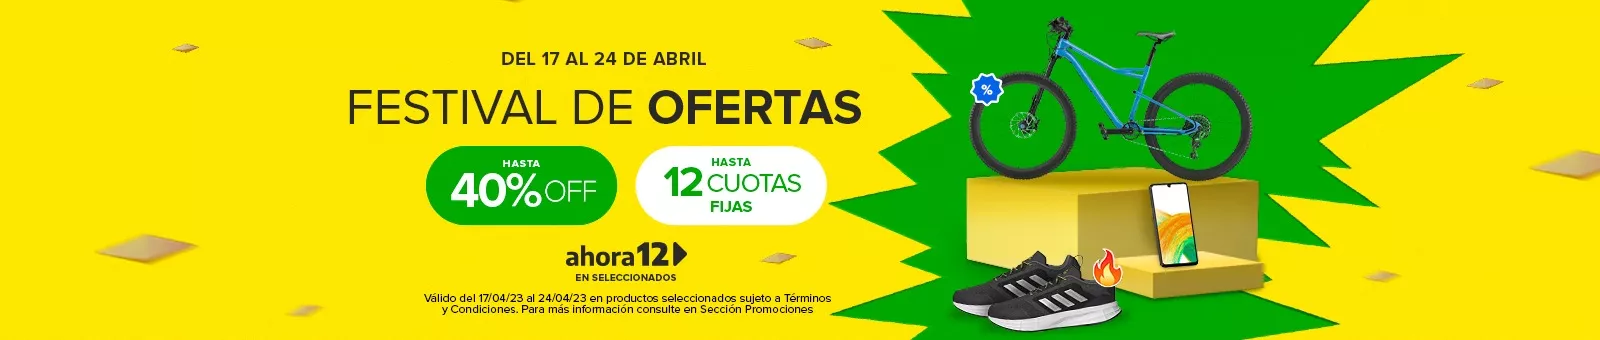 DEL 17 AL 24 DE ABRIL
FESTIVAL DE OFERTAS
HASTA
40%OFF
HASTA
12 CUOTAS
FIJAS
ahora12
EN SELECCIONADOS
Válido del 17/04/23 al 24/04/23 en productos seleccionados sujeto a Términos
y Condiciones. Para más información consulte en Sección Promociones
%